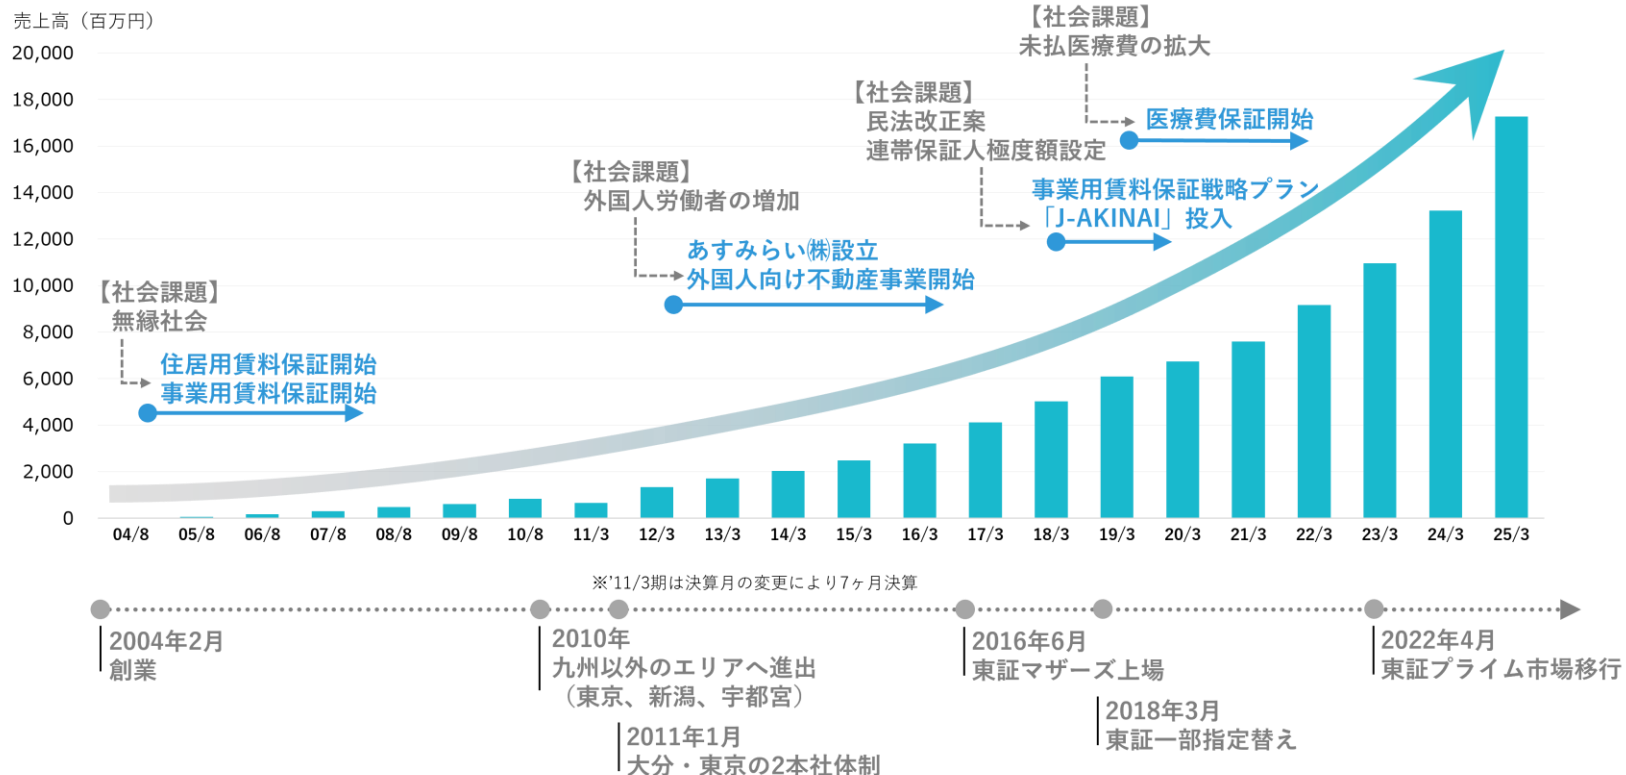 売上高（百万円）
20,000
18,000
16,000
14,000
12,000
10,000
8,000
6,000
4,000
2,000
0
【社会課題】
無縁社会
住居用賃料保証開始
事業用賃料保証開始
【社会課題】
外国人労働者の増加
あすみらい㈱設立
外国人向け不動産事業開始
【社会課題】
民法改正案
連帯保証人極度額設定
事業用賃料保証戦略プラン
「J-AKINAI」投入
【社会課題】
未払医療費の拡大
医療費保証開始
04/8 05/8 06/8 07/8 08/8 09/8 10/8 11/3 12/3 13/3 14/3 15/3 16/3 17/3 18/3 19/3 20/3 21/3 22/3 23/3 24/3 25/3
※’11/3期は決算月の変更により7ヶ月決算
2004年2月
創業
2010年
九州以外のエリアへ進出
（東京、新潟、宇都宮）
2011年1月
大分・東京の2本社体制
2016年6月
東証マザーズ上場
2018年3月
東証一部指定替え
2022年4月
東証プライム市場移行